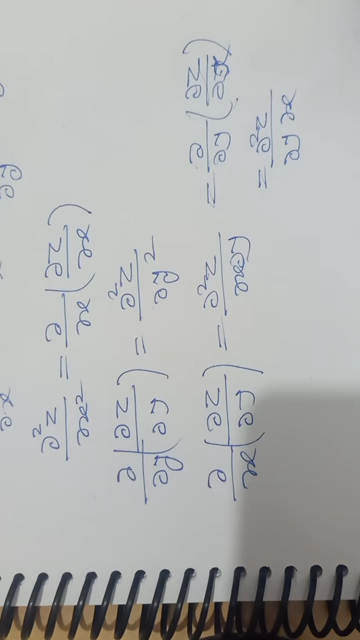 ∂x ∂y
∂²z/∂x² = ∂/∂x (∂z/∂x)
∂/∂y (∂z/∂y) = ∂²z/∂y²
∂/∂x (∂z/∂y) = ∂²z/∂x∂y = ∂/∂y (∂z/∂x)
= ∂²z/∂y ∂x